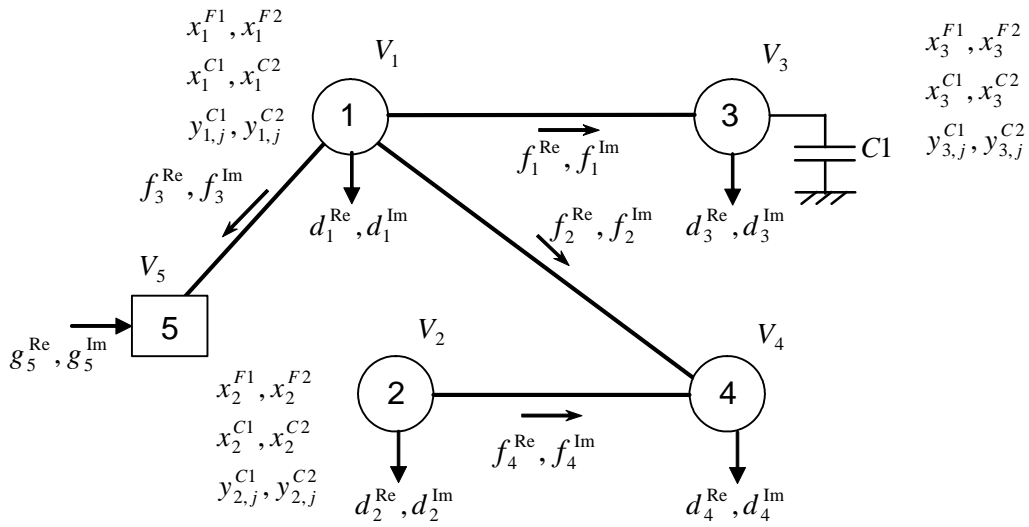 x_1^{F1}, x_1^{F2}
x_1^{C1}, x_1^{C2}
y_{1,j}^{C1}, y_{1,j}^{C2}
V_1
1
d_1^{Re}, d_1^{Im}
f_1^{Re}, f_1^{Im}
V_3
3
C1
d_3^{Re}, d_3^{Im}
x_3^{F1}, x_3^{F2}
x_3^{C1}, x_3^{C2}
y_{3,j}^{C1}, y_{3,j}^{C2}
f_3^{Re}, f_3^{Im}
f_2^{Re}, f_2^{Im}
V_5
5
g_5^{Re}, g_5^{Im}
V_2
2
x_2^{F1}, x_2^{F2}
x_2^{C1}, x_2^{C2}
y_{2,j}^{C1}, y_{2,j}^{C2}
d_2^{Re}, d_2^{Im}
f_4^{Re}, f_4^{Im}
V_4
4
d_4^{Re}, d_4^{Im}